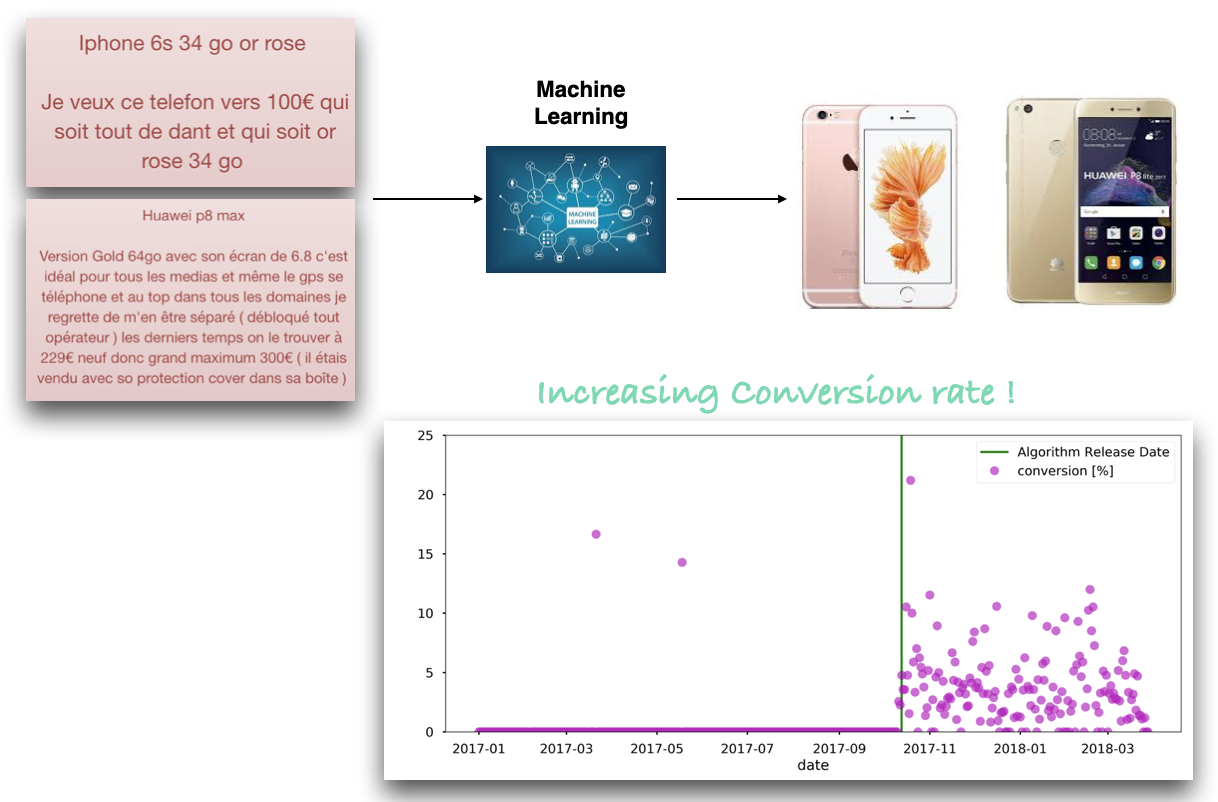 Iphone 6s 34 go or rose
Je veux ce telefon vers 100€ qui
soit tout de dant et qui soit or
rose 34 go
Huawei p8 max
Version Gold 64go avec son écran de 6.8 c'est
idéal pour tous les medias et même le gps se
téléphone et au top dans tous les domaines je
regrette de m'en être séparé ( débloqué tout
opérateur ) les derniers temps on le trouver à
229€ neuf donc grand maximum 300€ ( il étais
vendu avec so protection cover dans sa boîte )
Machine
Learning
MACHINE
LEARNING
08:08
HUAWEI P8 lite 2017
Google
HUAWEI
Increasing Conversion rate !
25
20
15
10
5
0
Algorithm Release Date
conversion [%]
2017-01
2017-03
2017-05
2017-07
2017-09
2017-11
2018-01
2018-03
date